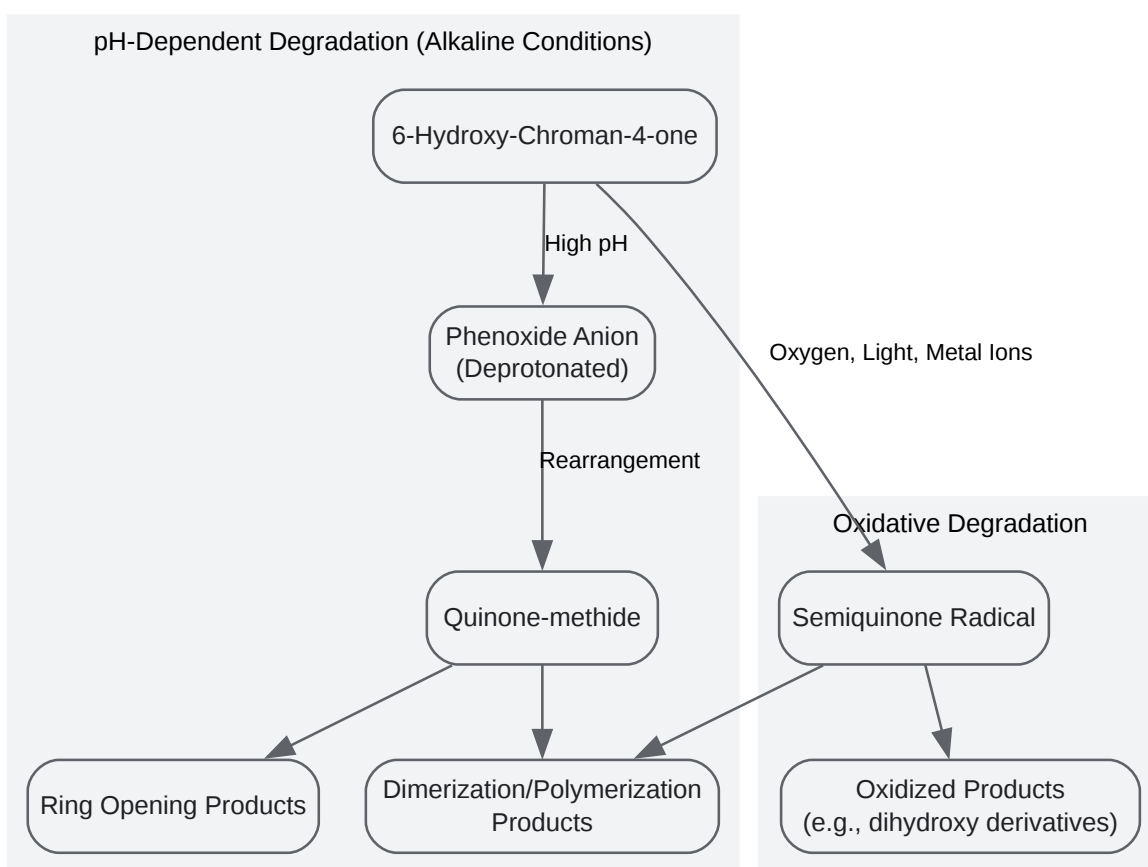 pH-Dependent Degradation (Alkaline Conditions)
6-Hydroxy-Chroman-4-one
High pH
Phenoxide Anion
(Deprotonated)
Oxygen, Light, Metal Ions
Rearrangement
Oxidative Degradation
Quinone-methide
Semiquinone Radical
Ring Opening Products
Dimerization/Polymerization
Products
Oxidized Products
(e.g., dihydroxy derivatives)